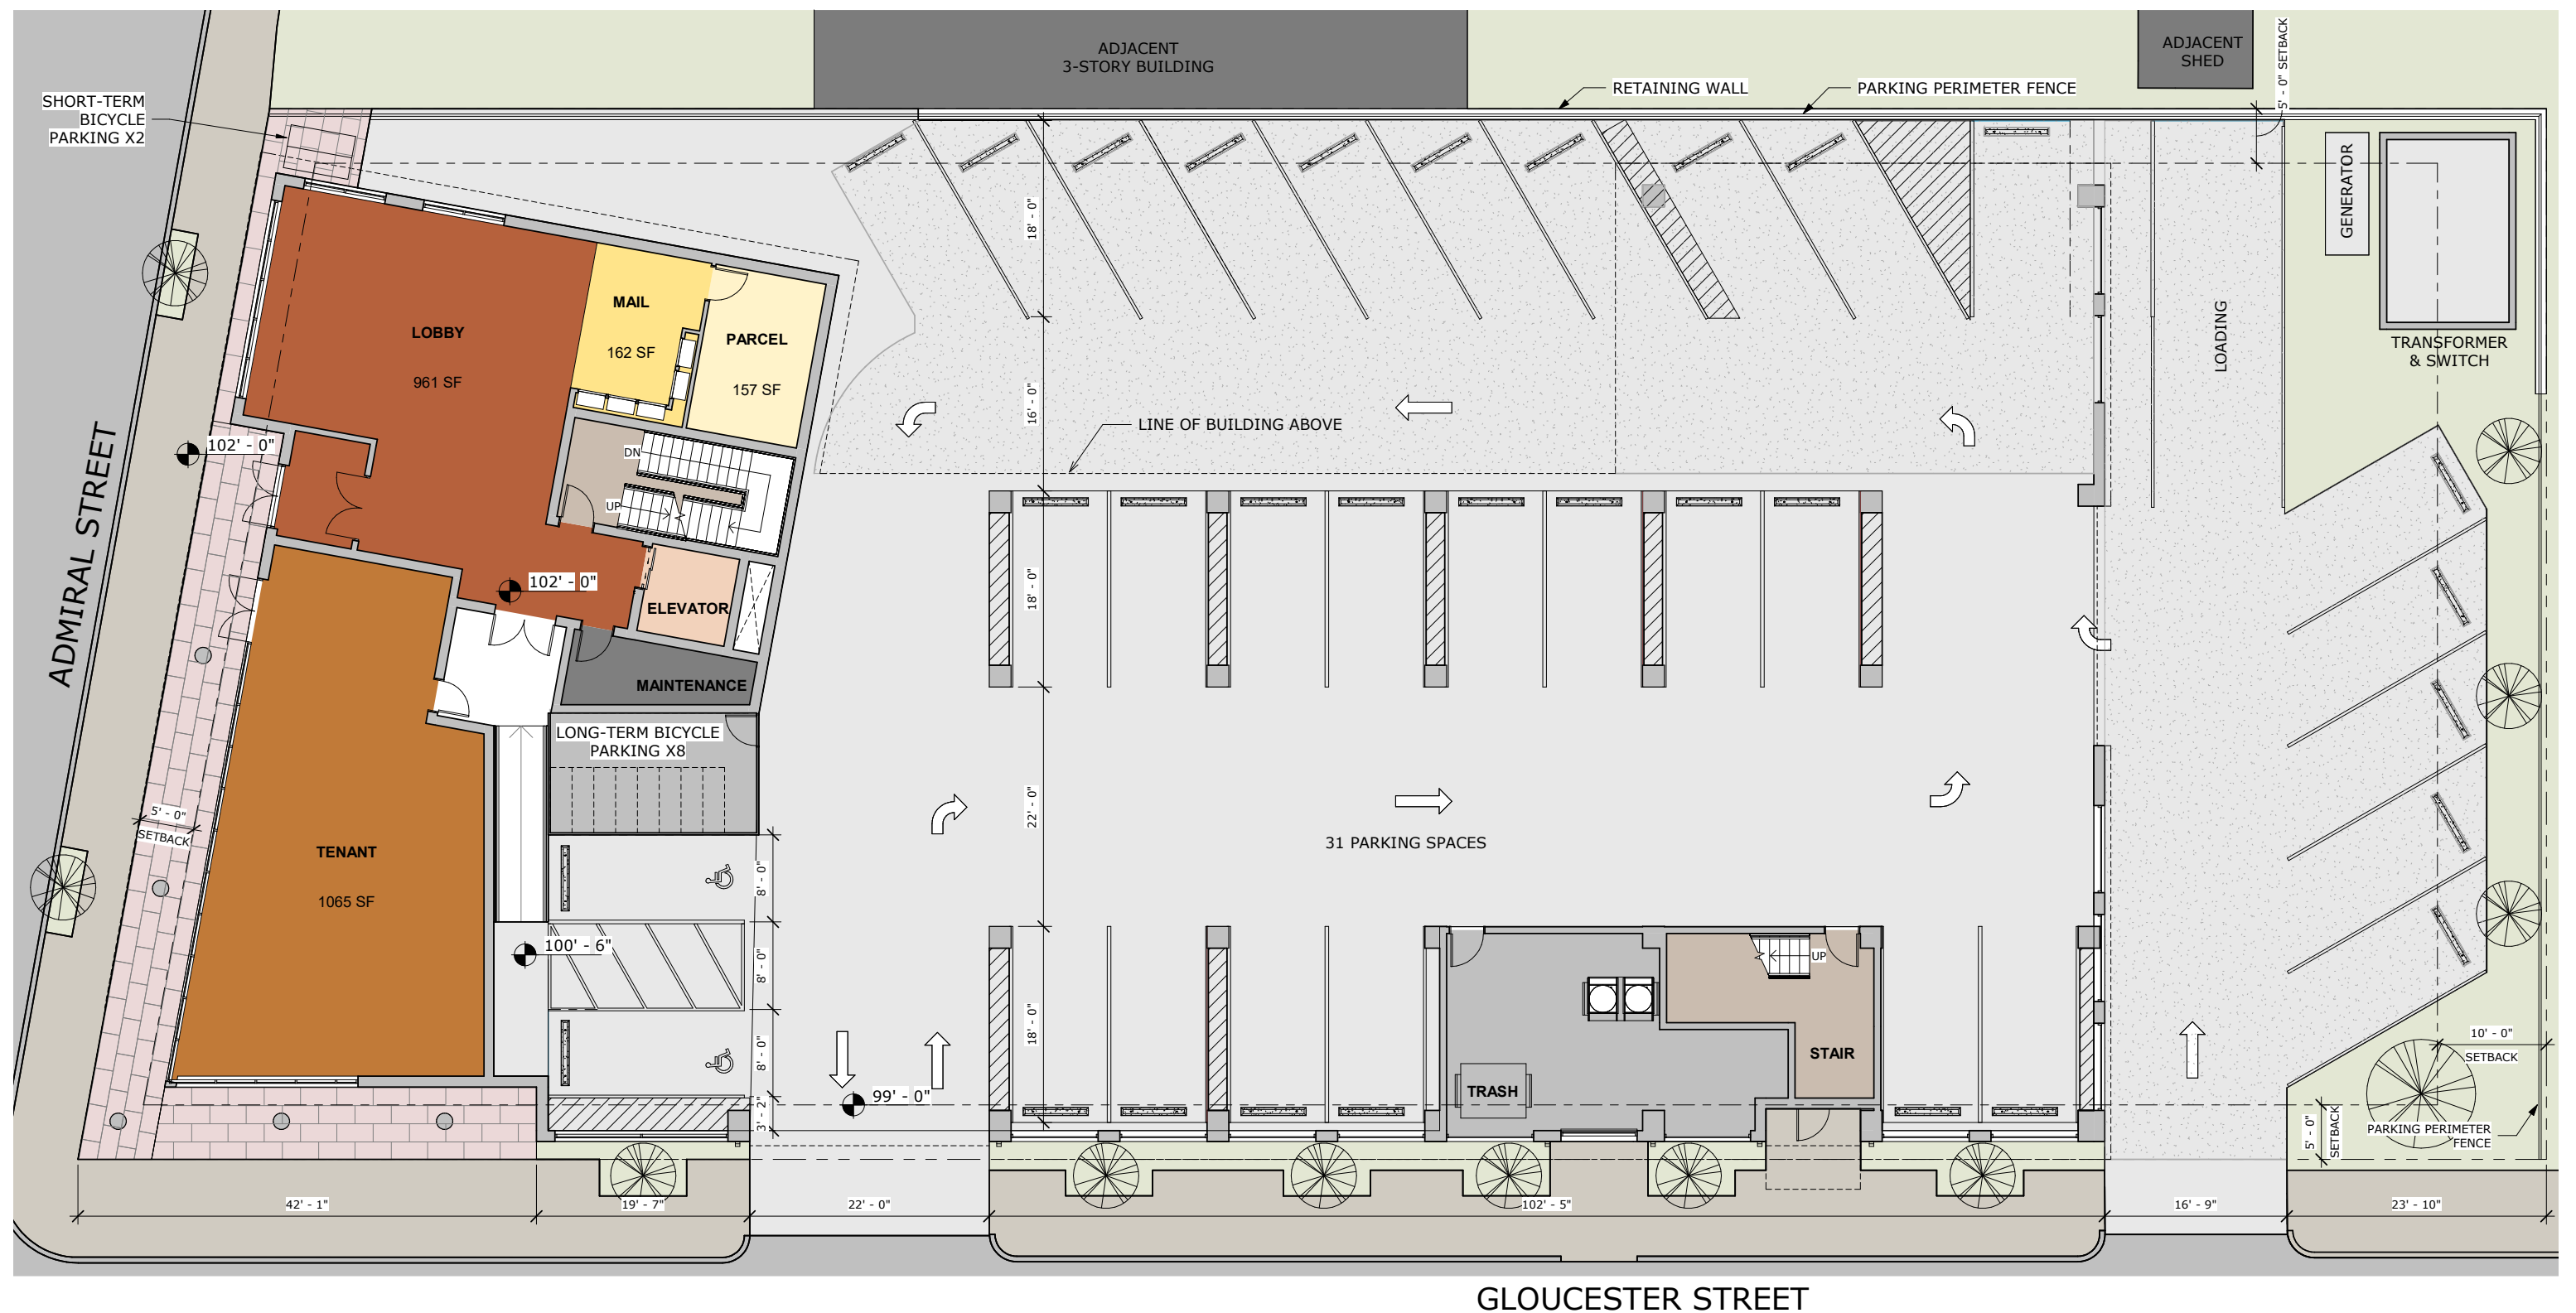 ADJACENT
3-STORY BUILDING
ADJACENT
SHED
5' - 0" SETBACK
RETAINING WALL
PARKING PERIMETER FENCE
SHORT-TERM
BICYCLE
PARKING X2
GENERATOR
18' - 0"
MAIL
162 SF
PARCEL
157 SF
LOBBY
961 SF
LOADING
TRANSFORMER
& SWITCH
16' - 0"
LINE OF BUILDING ABOVE
ADMIRAL STREET
102' - 0"
DN
UP
102' - 0"
ELEVATOR
18' - 0"
MAINTENANCE
LONG-TERM BICYCLE
PARKING X8
5' - 0"
SETBACK
22' - 0"
31 PARKING SPACES
TENANT
1065 SF
8' - 0"
100' - 6"
8' - 0"
UP
18' - 0"
8' - 0"
STAIR
TRASH
99' - 0"
3' - 2"
10' - 0"
SETBACK
5' - 0"
SETBACK
PARKING PERIMETER
FENCE
42' - 1"
19' - 7"
22' - 0"
102' - 5"
16' - 9"
23' - 10"
GLOUCESTER STREET